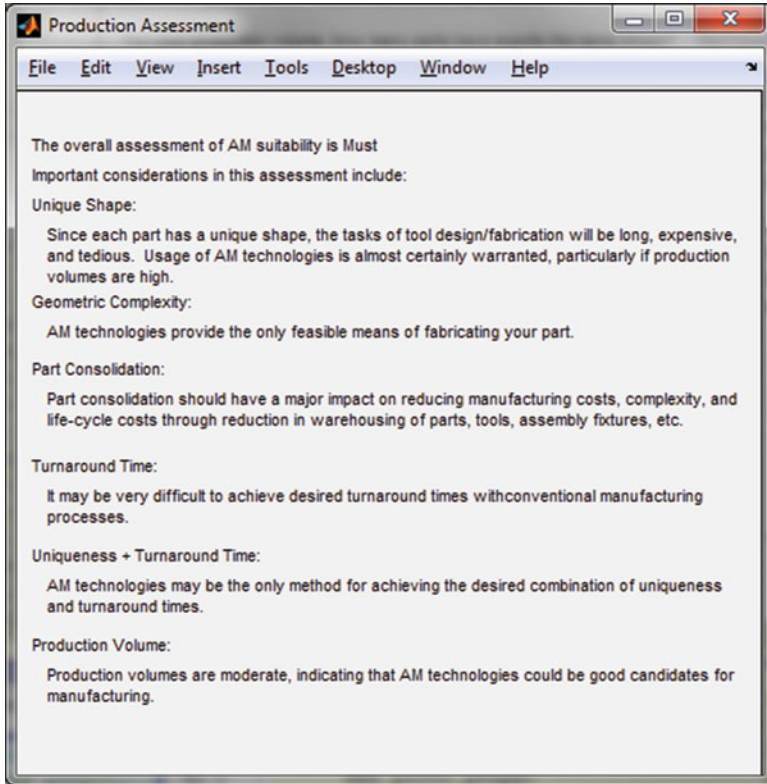 Production Assessment
File Edit View Insert Tools Desktop Window Help
The overall assessment of AM suitability is Must
Important considerations in this assessment include:
Unique Shape:
Since each part has a unique shape, the tasks of tool design/fabrication will be long, expensive,
and tedious. Usage of AM technologies is almost certainly warranted, particularly if production
volumes are high.
Geometric Complexity:
AM technologies provide the only feasible means of fabricating your part.
Part Consolidation:
Part consolidation should have a major impact on reducing manufacturing costs, complexity, and
life-cycle costs through reduction in warehousing of parts, tools, assembly fixtures, etc.
Turnaround Time:
It may be very difficult to achieve desired turnaround times withconventional manufacturing
processes.
Uniqueness + Turnaround Time:
AM technologies may be the only method for achieving the desired combination of uniqueness
and turnaround times.
Production Volume:
Production volumes are moderate, indicating that AM technologies could be good candidates for
manufacturing.